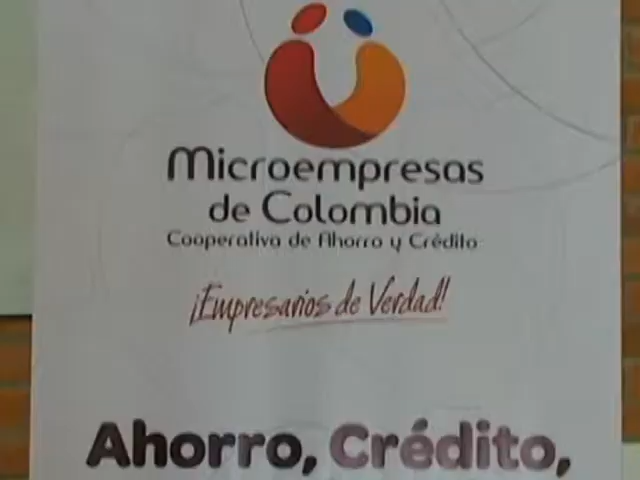 Microempresas
de Colombia
Cooperativa de Ahorro y Crédito
¡Empresarios de Verdad!
Ahorro, Crédito,